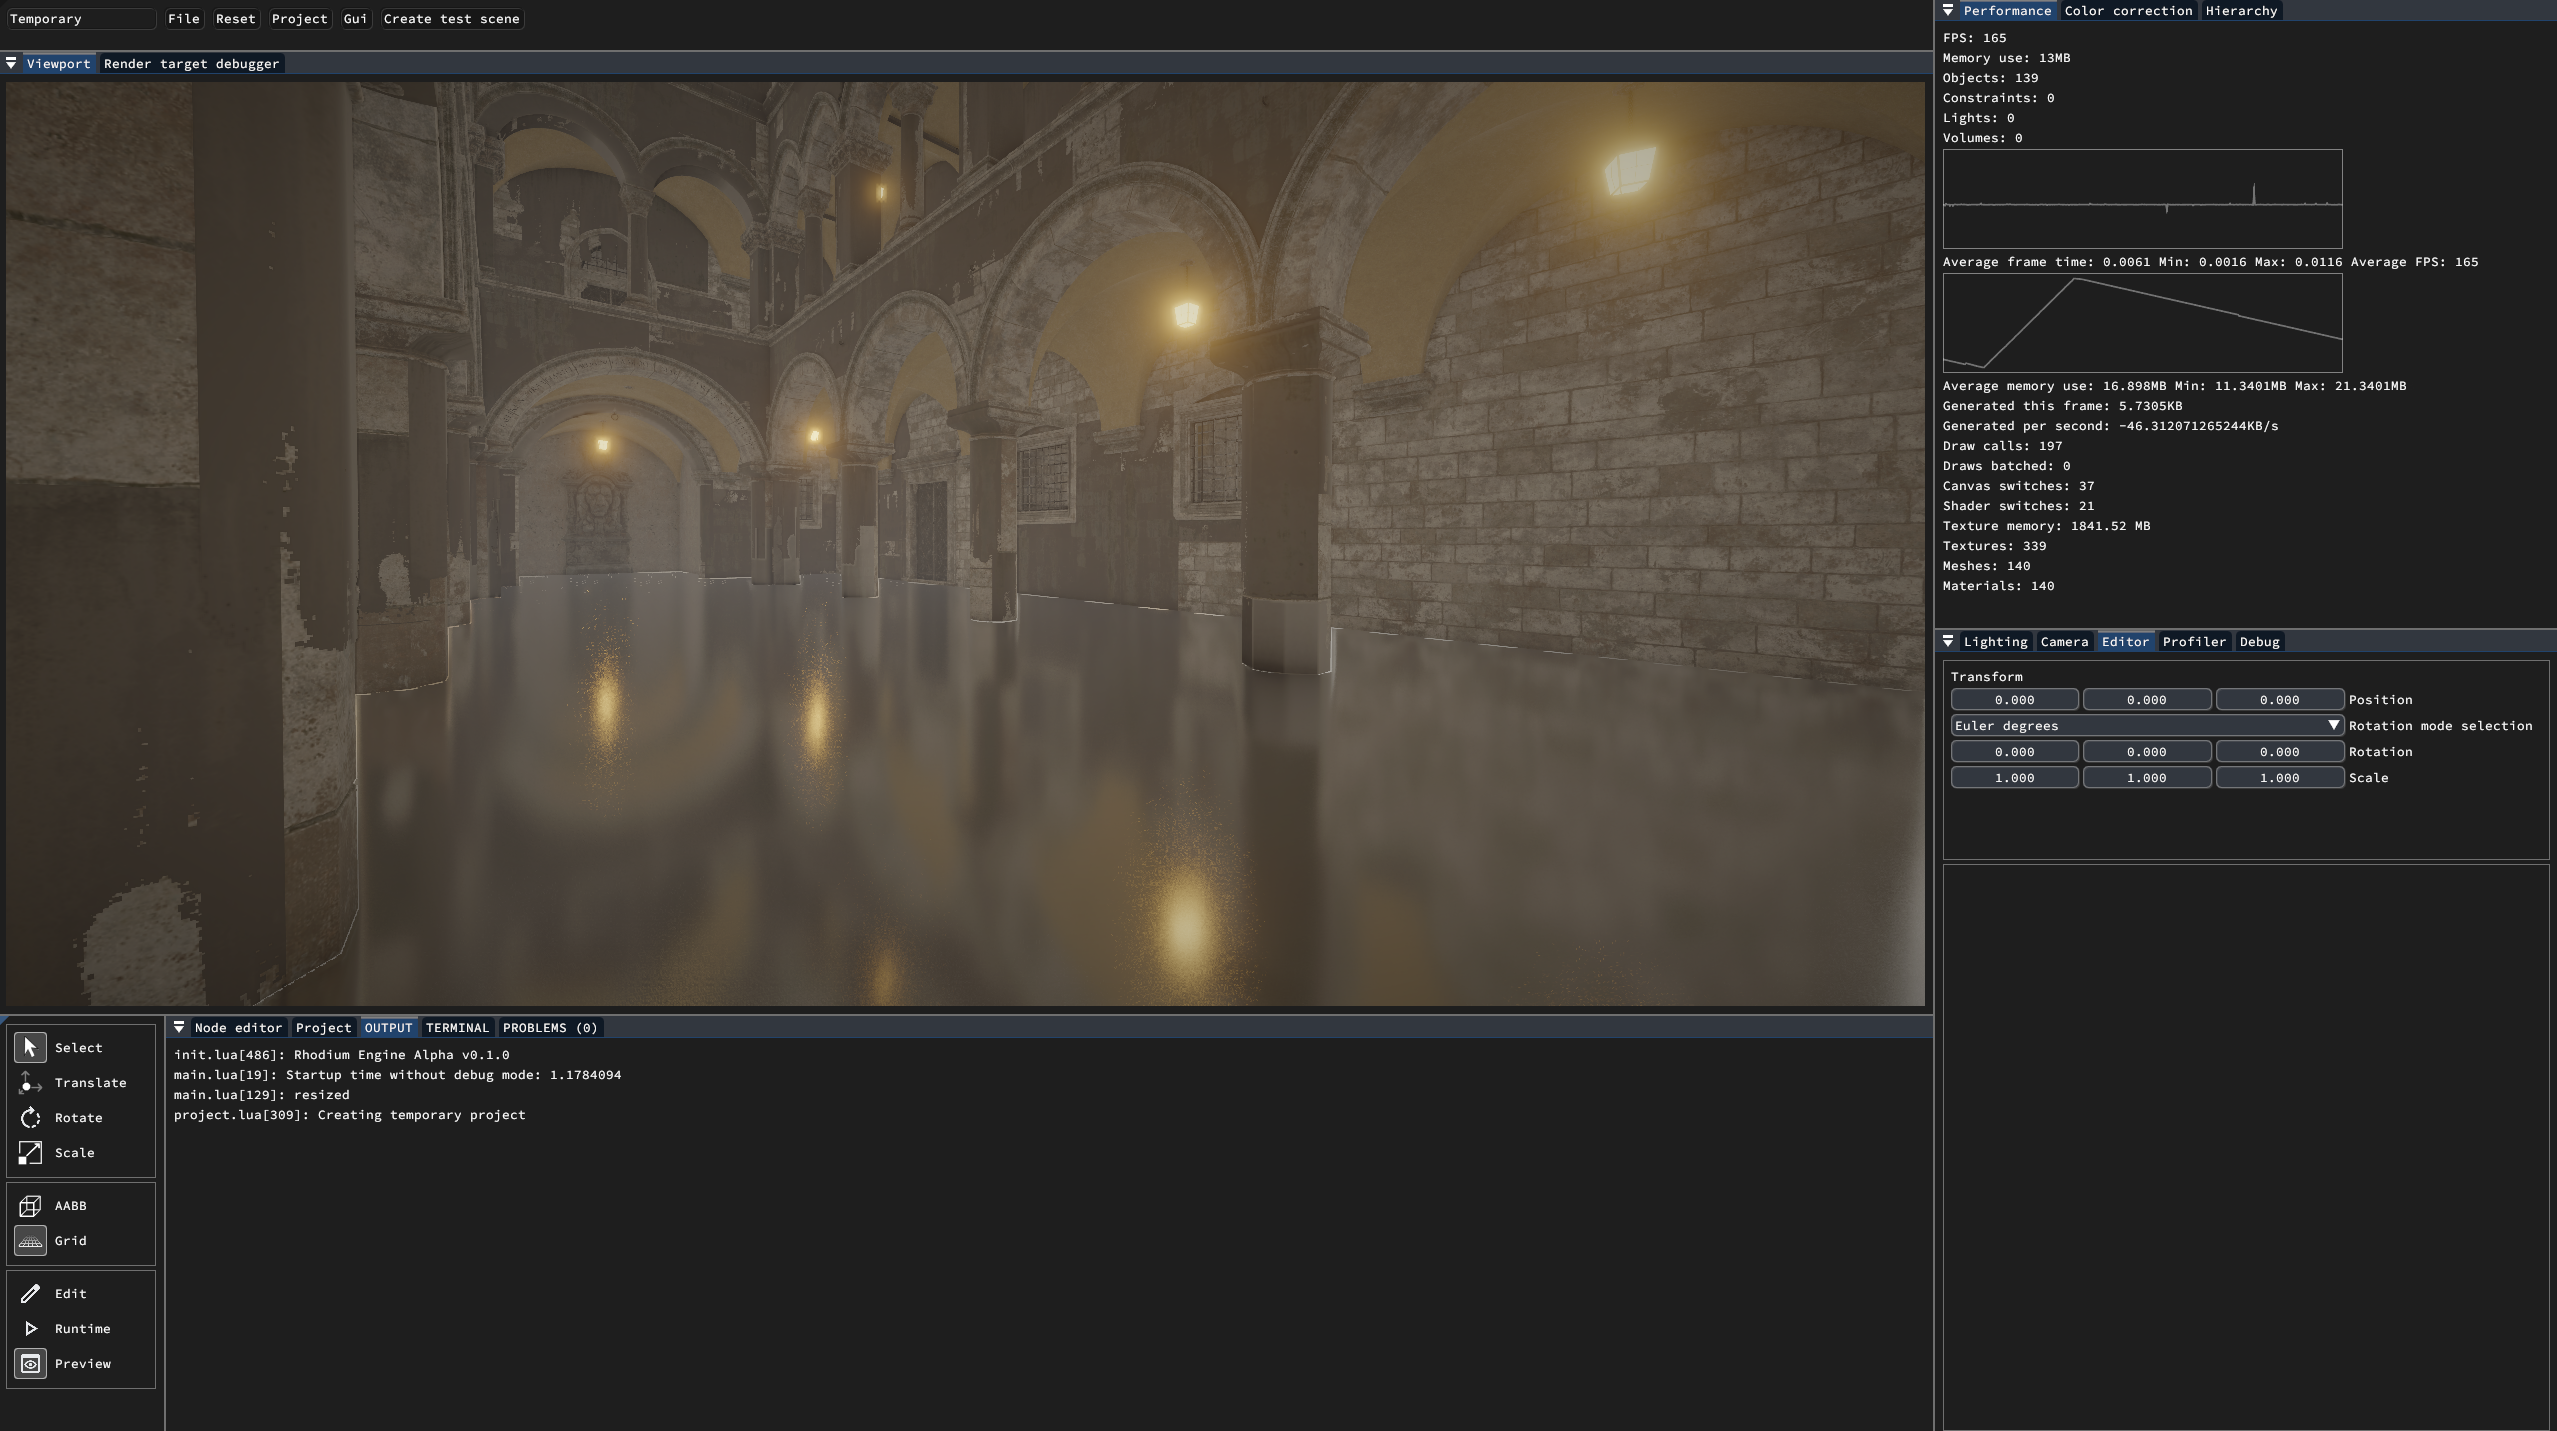 Temporary File Reset Project Gui Create test scene
Viewport Render target debugger
Performance Color correction Hierarchy
FPS: 165
Memory use: 13MB
Objects: 139
Constraints: 0
Lights: 0
Volumes: 0
Average frame time: 0.0061 Min: 0.0016 Max: 0.0116 Average FPS: 165
Average memory use: 16.898MB Min: 11.3401MB Max: 21.3401MB
Generated this frame: 5.7305KB
Generated per second: -46.312071265244KB/s
Draw calls: 197
Draws batched: 0
Canvas switches: 37
Shader switches: 21
Texture memory: 1841.52 MB
Textures: 339
Meshes: 140
Materials: 140
Lighting Camera Editor Profiler Debug
Transform
0.000 0.000 0.000 Position
Euler degrees Rotation mode selection
0.000 0.000 0.000 Rotation
1.000 1.000 1.000 Scale
Select
Translate
Rotate
Scale
AABB
Grid
Edit
Runtime
Preview
Node editor Project OUTPUT TERMINAL PROBLEMS (0)
init.lua[486]: Rhodium Engine Alpha v0.1.0
main.lua[19]: Startup time without debug mode: 1.1784094
main.lua[129]: resized
project.lua[309]: Creating temporary project